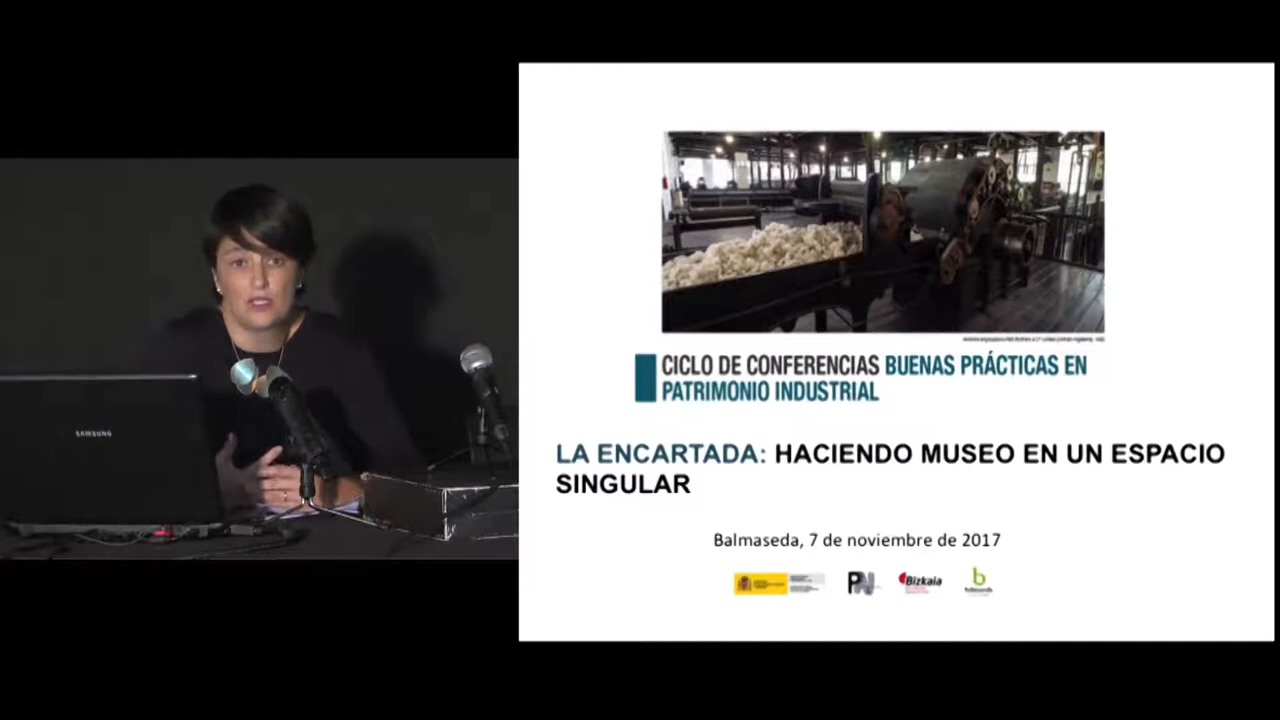 SAMSUNG
CICLO DE CONFERENCIAS BUENAS PRÁCTICAS EN
PATRIMONIO INDUSTRIAL
LA ENCARTADA: HACIENDO MUSEO EN UN ESPACIO
SINGULAR
Balmaseda, 7 de noviembre de 2017
Bizkaia